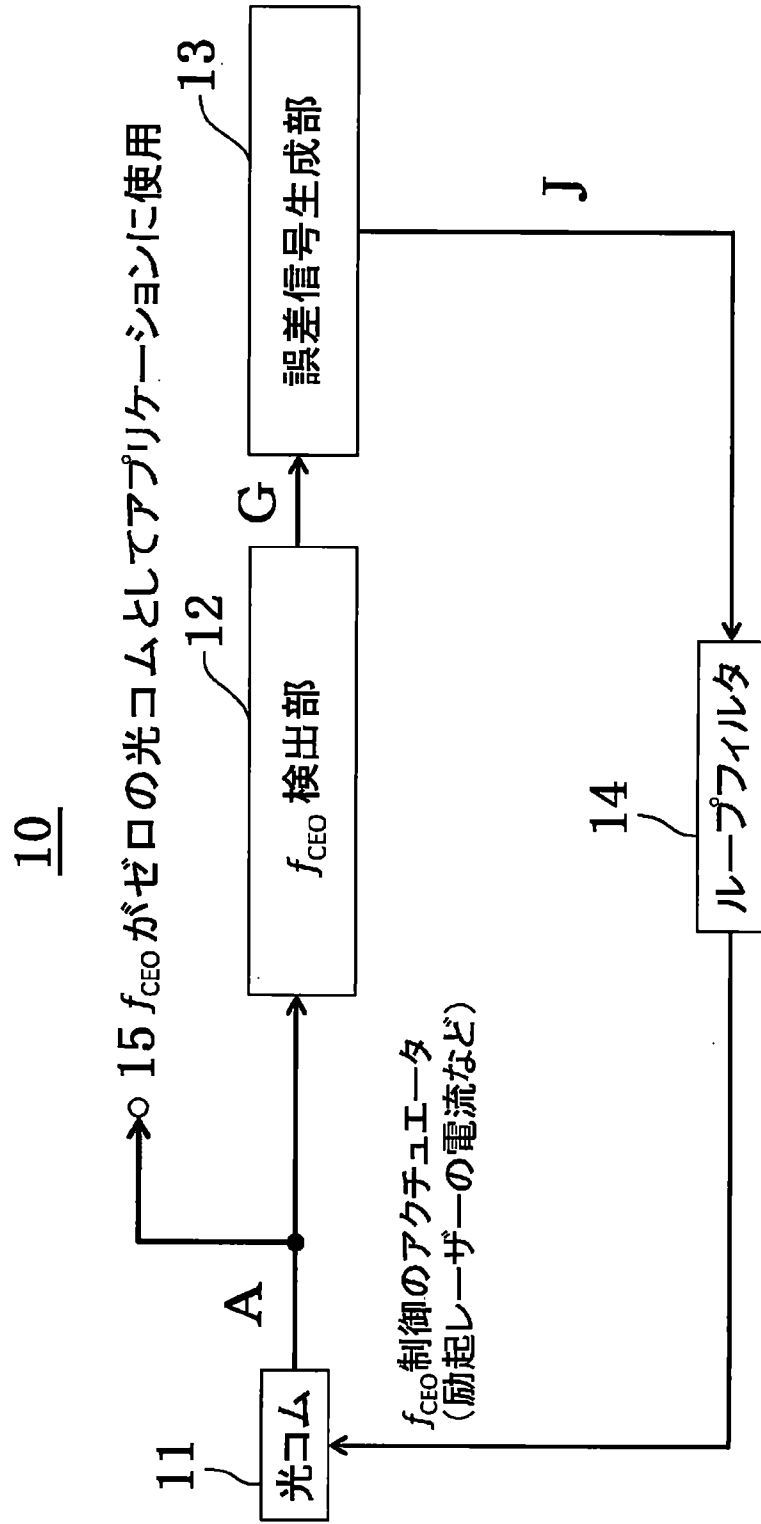 10
15 fCEOがゼロの光コムとしてアプリケーションに使用
11
光コム
A
12
fCEO検出部
G
13
誤差信号生成部
J
fCEO制御のアクチュエータ
(励起レーザーの電流など)
14
ループフィルタ